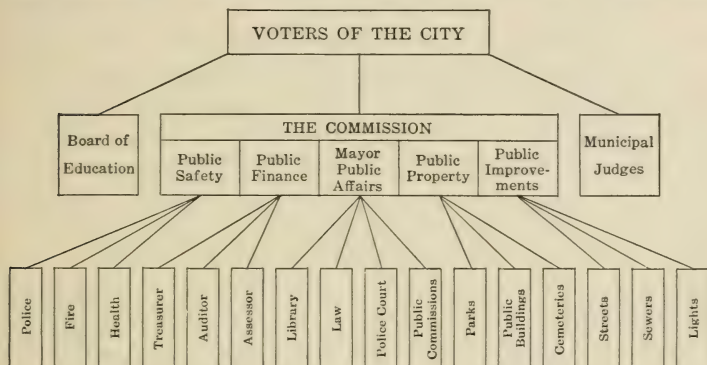 VOTERS OF THE CITY
Board of
Education
THE COMMISSION
Public
Safety
Public
Finance
Mayor
Public
Affairs
Public
Property
Public
Improve-
ments
Municipal
Judges
Police
Fire
Health
Treasurer
Auditor
Assessor
Library
Law
Police Court
Public
Commissions
Parks
Public
Buildings
Cemeteries
Streets
Sewers
Lights